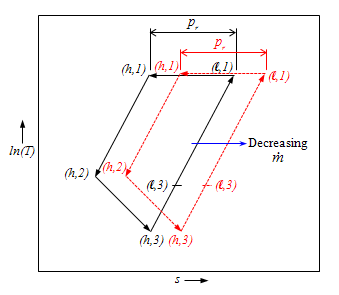 p_r
p_r
(h,1) (h,1) (ℓ,1) (ℓ,1)
ln(T)
Decreasing
ṁ
(h,2) (h,2) (ℓ,3) (ℓ,3)
(h,3) (h,3)
s